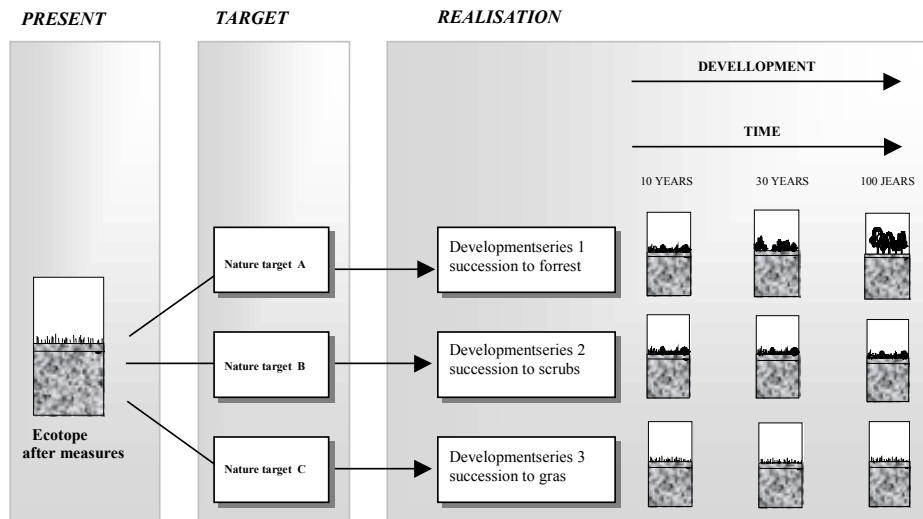 PRESENT
TARGET
REALISATION
DEVELLOPMENT
TIME
10 YEARS
30 YEARS
100 JEARS
Nature target A
Developmentseries 1
succession to forrest
Nature target B
Developmentseries 2
succession to scrubs
Ecotope
after measures
Nature target C
Developmentseries 3
succession to gras